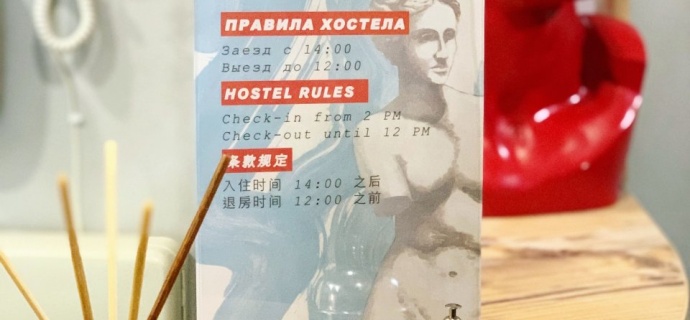 ПРАВИЛА ХОСТЕЛА
Заезд с 14:00
Выезд до 12:00
HOSTEL RULES
Check-in from 2 PM
Check-out until 12 PM
条款规定
入住时间 14:00 之后
退房时间 12:00 之前